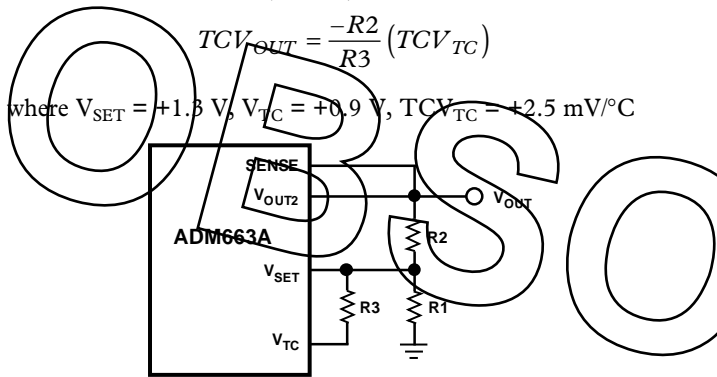 TCV_OUT = -R2/R3 (TCV_TC)
where V_SET = +1.3 V, V_TC = +0.9 V, TCV_TC = +2.5 mV/°C
SENSE
V_OUT2
V_OUT
R2
ADM663A
V_SET
R3
R1
V_TC
OBSO